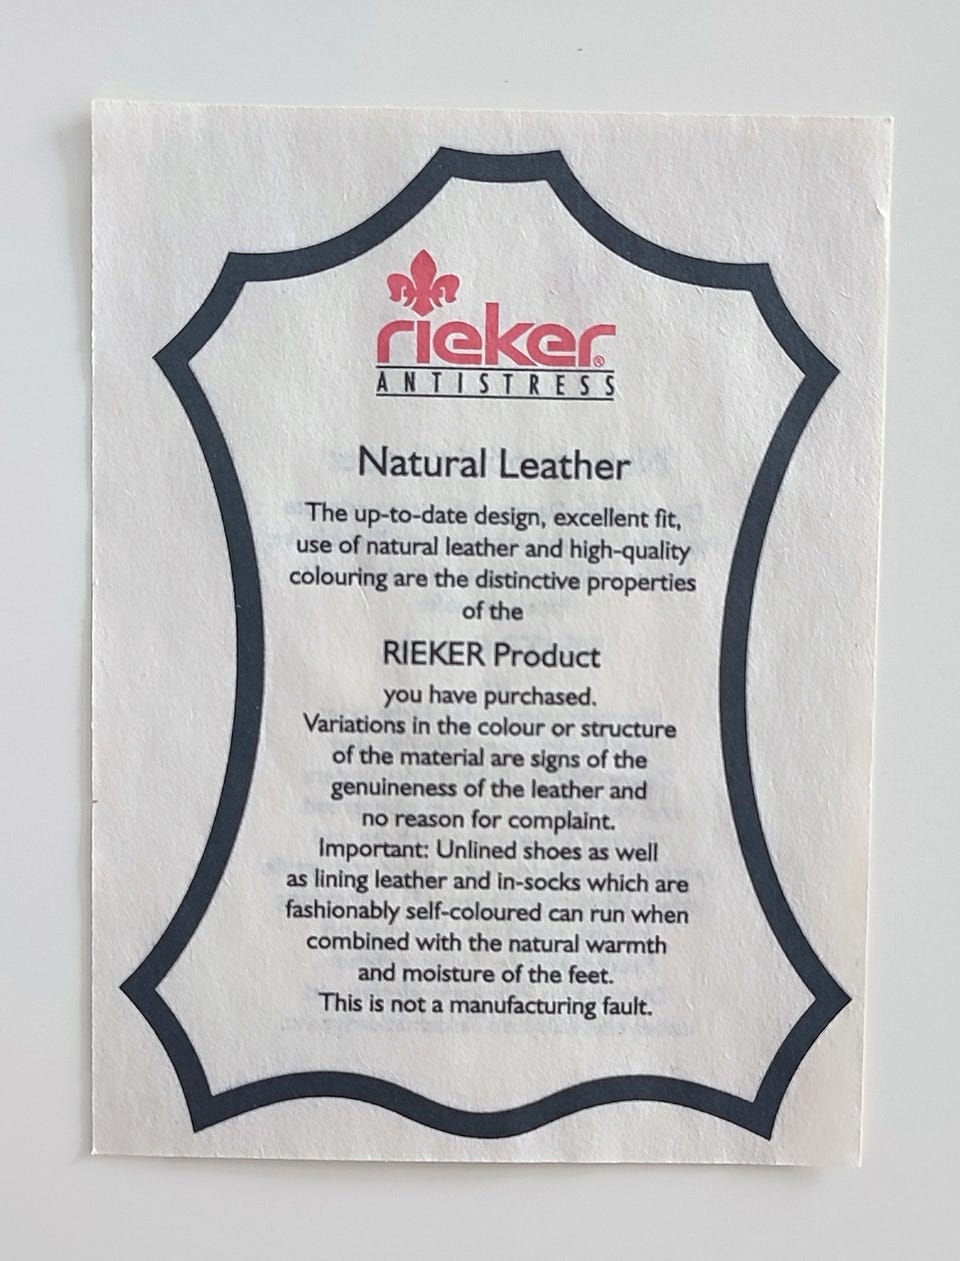 rieker®
ANTISTRESS
Natural Leather
The up-to-date design, excellent fit,
use of natural leather and high-quality
colouring are the distinctive properties
of the
RIEKER Product
you have purchased.
Variations in the colour or structure
of the material are signs of the
genuineness of the leather and
no reason for complaint.
Important: Unlined shoes as well
as lining leather and in-socks which are
fashionably self-coloured can run when
combined with the natural warmth
and moisture of the feet.
This is not a manufacturing fault.